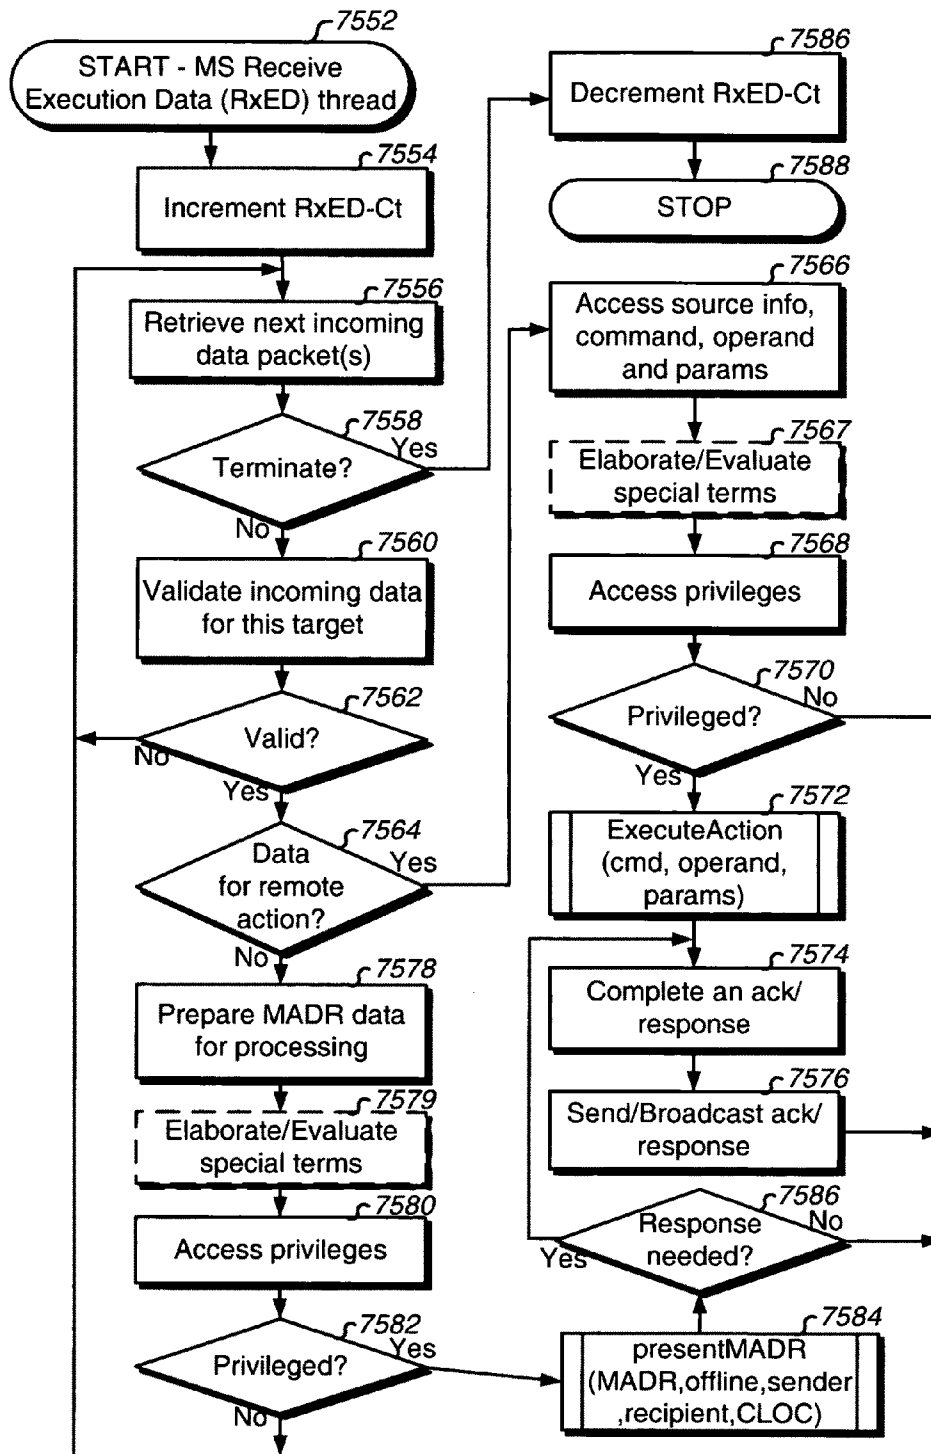 7552
START - MS Receive
Execution Data (RxED) thread
7554
Increment RxED-Ct
7556
Retrieve next incoming
data packet(s)
7558
Terminate?
Yes
No
7560
Validate incoming data
for this target
7562
Valid?
No
Yes
7564
Data
for remote
action?
Yes
No
7578
Prepare MADR data
for processing
7579
Elaborate/Evaluate
special terms
7580
Access privileges
7582
Privileged?
Yes
No
7586
Decrement RxED-Ct
7588
STOP
7566
Access source info,
command, operand
and params
7567
Elaborate/Evaluate
special terms
7568
Access privileges
7570
Privileged?
No
Yes
7572
ExecuteAction
(cmd, operand,
params)
7574
Complete an ack/
response
7576
Send/Broadcast ack/
response
7586
Response
needed?
No
Yes
7584
presentMADR
(MADR,offline,sender
,recipient,CLOC)